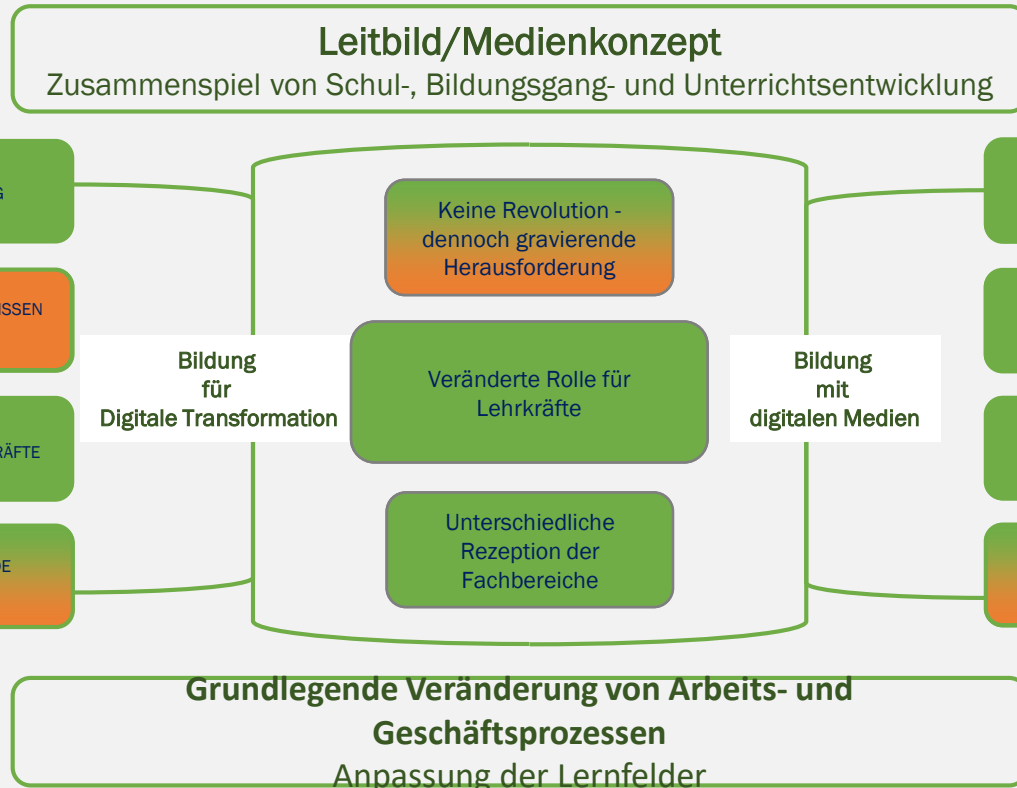 Leitbild/Medienkonzept
Zusammenspiel von Schul-, Bildungsgang- und Unterrichtsentwicklung
Keine Revolution -
dennoch gravierende
Herausforderung
Bildung
für
Digitale Transformation
Veränderte Rolle für
Lehrkräfte
Bildung
mit
digitalen Medien
Unterschiedliche
Rezeption der
Fachbereiche
Grundlegende Veränderung von Arbeits- und
Geschäftsprozessen
Anpassung der Lernfelder